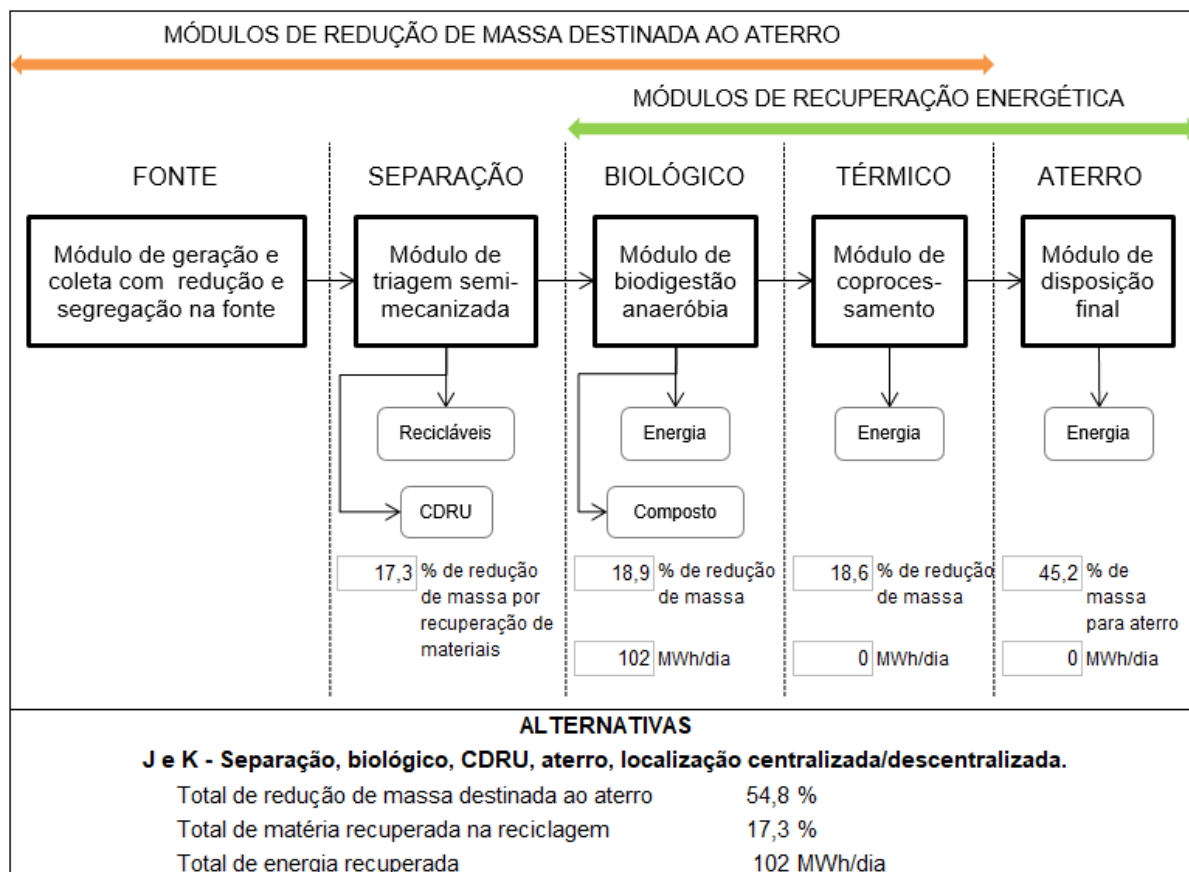 MÓDULOS DE REDUÇÃO DE MASSA DESTINADA AO ATERRO
MÓDULOS DE RECUPERAÇÃO ENERGÉTICA
FONTE
SEPARAÇÃO
BIOLÓGICO
TÉRMICO
ATERRO
Módulo de geração e
coleta com redução e
segregação na fonte
Módulo de
triagem semi-
mecanizada
Módulo de
biodigestão
anaeróbia
Módulo de
coproces-
samento
Módulo de
disposição
final
Recicláveis
CDRU
Energia
Composto
Energia
Energia
17,3 % de redução
de massa por
recuperação de
materiais
18,9 % de redução
de massa
102 MWh/dia
18,6 % de redução
de massa
0 MWh/dia
45,2 % de
massa
para aterro
0 MWh/dia
ALTERNATIVAS
J e K - Separação, biológico, CDRU, aterro, localização centralizada/descentralizada.
Total de redução de massa destinada ao aterro 54,8 %
Total de matéria recuperada na reciclagem 17,3 %
Total de energia recuperada 102 MWh/dia